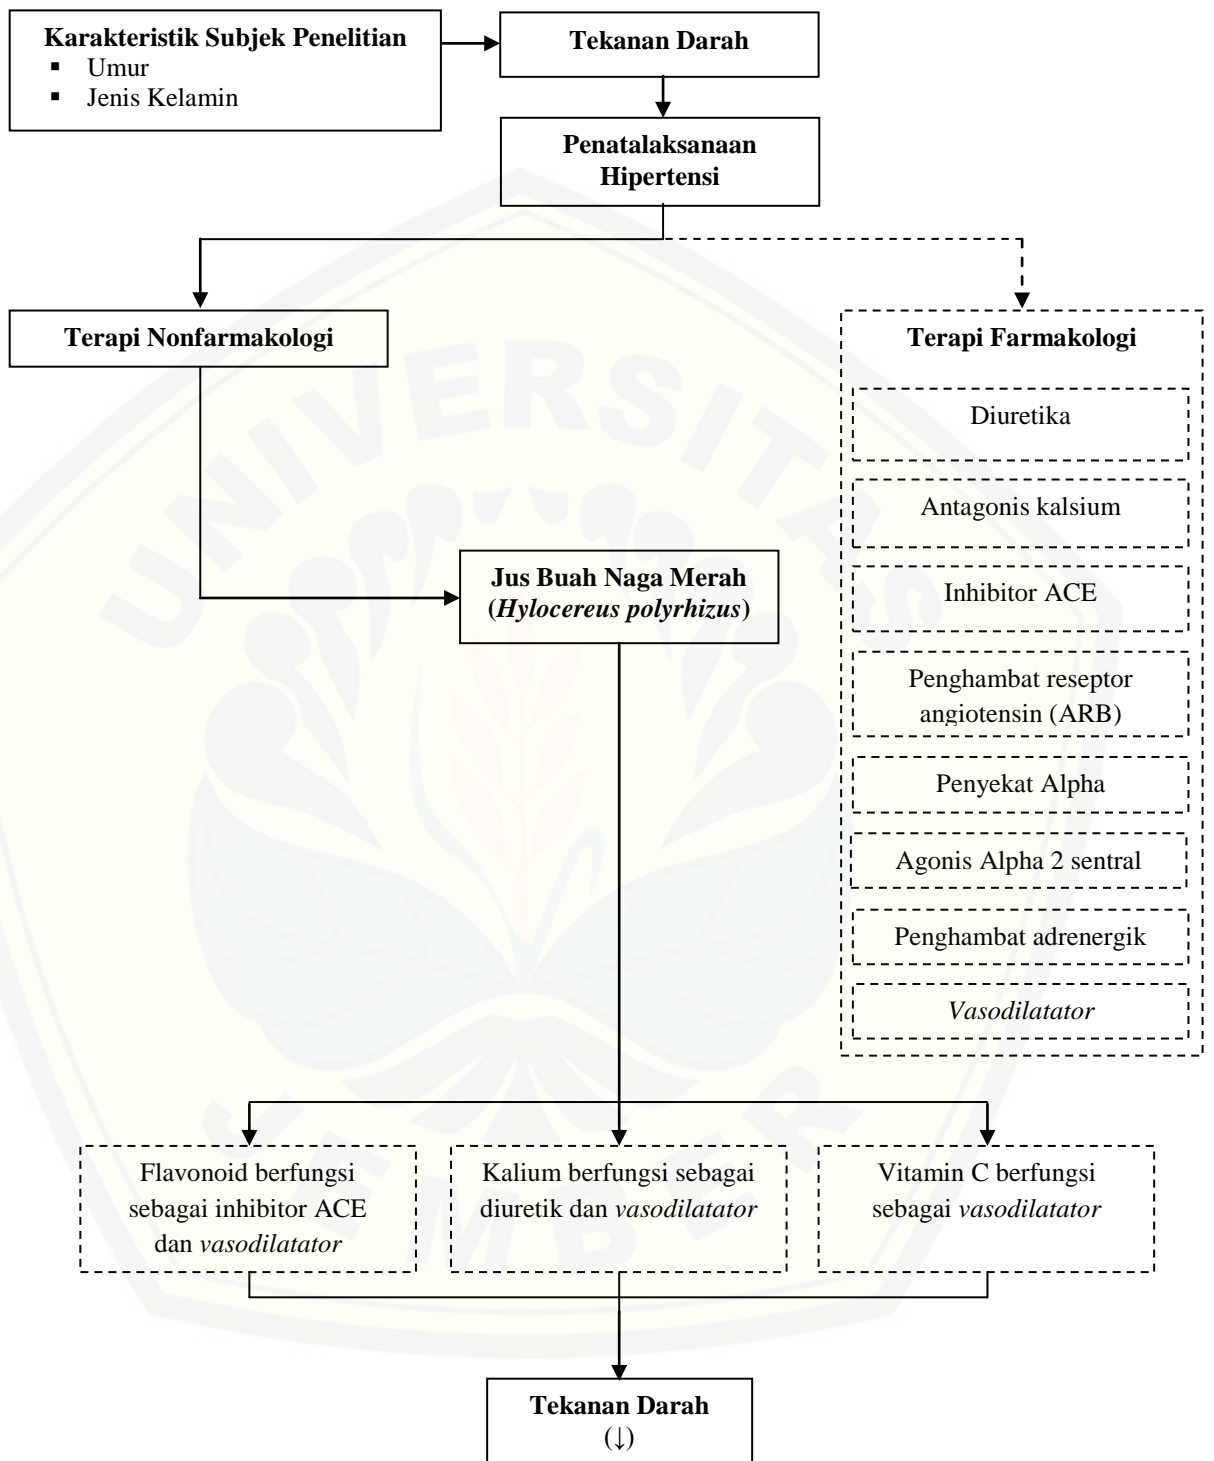 Karakteristik Subjek Penelitian
▪ Umur
▪ Jenis Kelamin
Tekanan Darah
Penatalaksanaan
Hipertensi
Terapi Nonfarmakologi
Terapi Farmakologi
Diuretika
Antagonis kalsium
Jus Buah Naga Merah
(Hylocereus polyrhizus)
Inhibitor ACE
Penghambat reseptor
angiotensin (ARB)
Penyekat Alpha
Agonis Alpha 2 sentral
Penghambat adrenergik
Vasodilatator
Flavonoid berfungsi
sebagai inhibitor ACE
dan vasodilatator
Kalium berfungsi sebagai
diuretik dan vasodilatator
Vitamin C berfungsi
sebagai vasodilatator
Tekanan Darah
(↓)
UNIVERSITAS
JEMBER